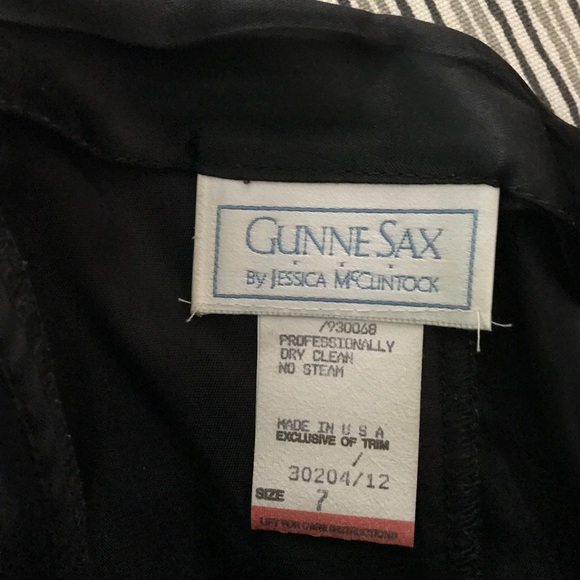 GUNNE SAX
BY JESSICA McCLINTOCK
/930068
PROFESSIONALLY
DRY CLEAN
NO STEAM
MADE IN U S A
EXCLUSIVE OF TRIM
/
30204/12
SIZE 7
LIFT FOR CARE INSTRUCTIONS